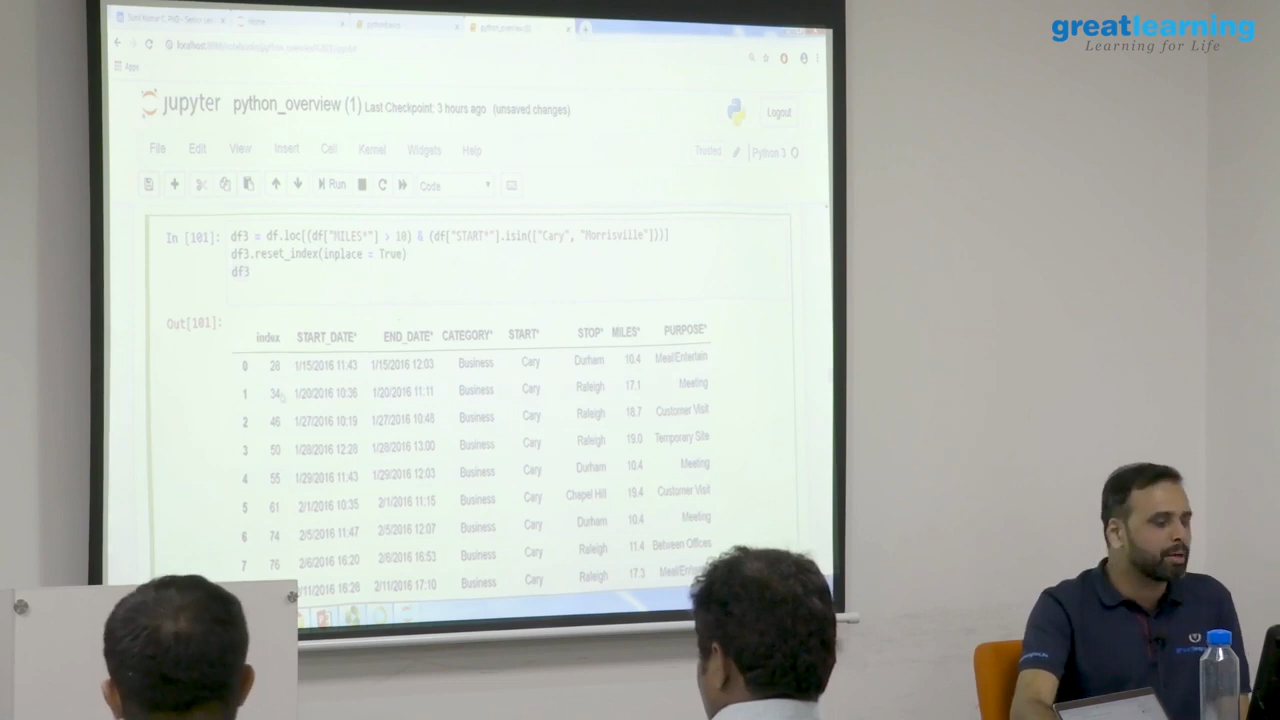 greatlearning
Learning for Life
Home
Apps
jupyter python_overview (1) Last Checkpoint: 3 hours ago (unsaved changes)
Logout
File Edit View Insert Cell Kernel Widgets Help
Trusted Python 3
Run Code
In [101]: df3 = df.loc[(df["MILES*"] > 10) & (df["START*"].isin(["Cary", "Morrisville"]))]
df3.reset_index(inplace = True)
df3
Out[101]:
index START_DATE* END_DATE* CATEGORY* START* STOP* MILES* PURPOSE*
0 28 1/15/2016 11:43 1/15/2016 12:03 Business Cary Durham 10.4 Meal/Entertain
1 34 1/20/2016 10:36 1/20/2016 11:11 Business Cary Raleigh 17.1 Meeting
2 46 1/27/2016 10:19 1/27/2016 10:48 Business Cary Raleigh 18.7 Customer Visit
3 50 1/28/2016 12:28 1/28/2016 13:00 Business Cary Raleigh 19.0 Temporary Site
4 55 1/29/2016 11:43 1/29/2016 12:03 Business Cary Durham 10.4 Meeting
5 61 2/1/2016 10:35 2/1/2016 11:15 Business Cary Chapel Hill 19.4 Customer Visit
6 74 2/5/2016 11:47 2/5/2016 12:07 Business Cary Durham 10.4 Meeting
7 76 2/6/2016 16:20 2/6/2016 16:53 Business Cary Raleigh 11.4 Between Offices
/11/2016 16:28 2/11/2016 17:10 Business Cary Raleigh 17.3